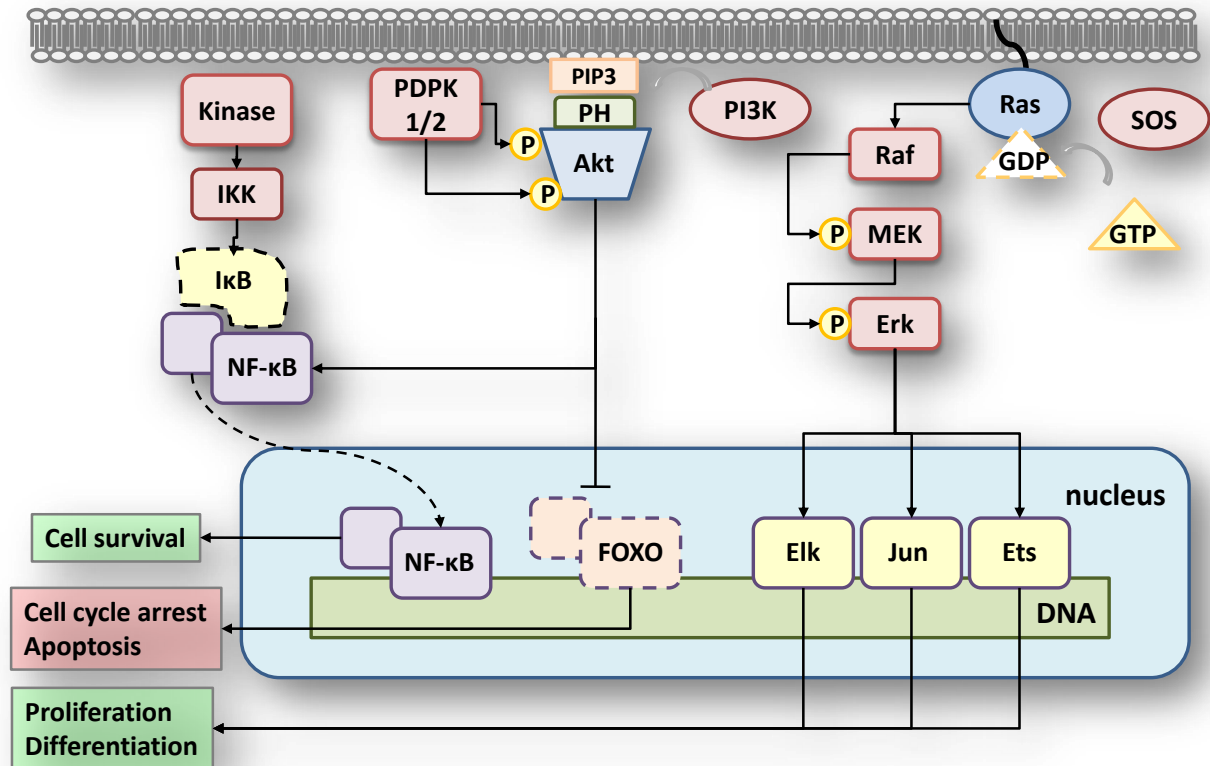 PIP3
PDPK
1/2
PH
Kinase
PI3K
Ras
SOS
P
Akt
Raf
GDP
IKK
P
P
MEK
GTP
IκB
P
Erk
NF-κB
nucleus
Cell survival
NF-κB
FOXO
Elk
Jun
Ets
DNA
Cell cycle arrest
Apoptosis
Proliferation
Differentiation